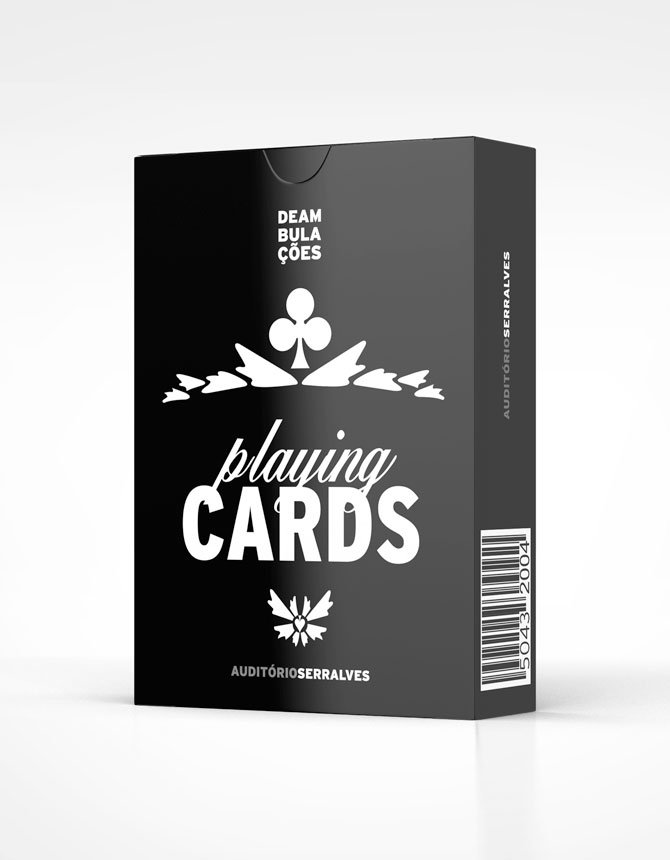 DEAM
BULA
ÇÕES
playing
CARDS
AUDITÓRIOSERRALVES
AUDITÓRIOSERRALVES
5043 2004